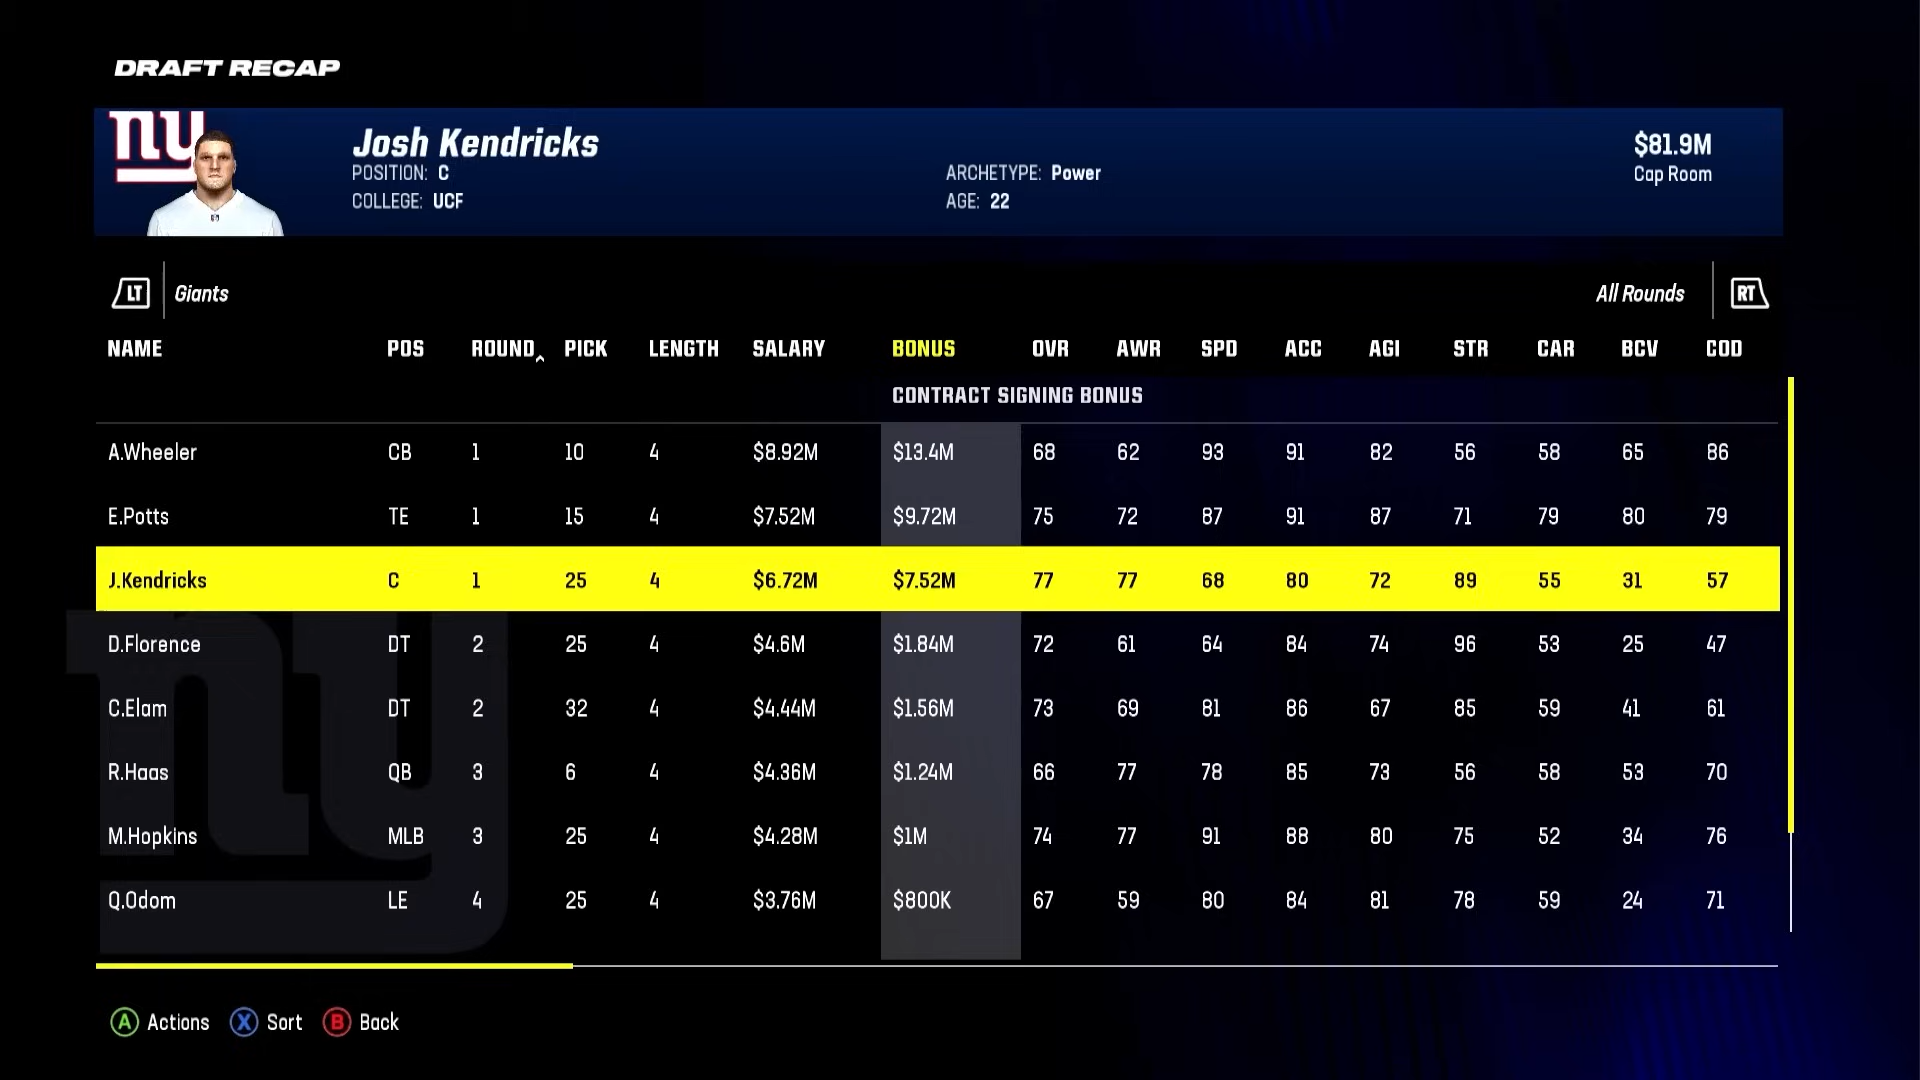 DRAFT RECAP
ny
Josh Kendricks
POSITION: C
COLLEGE: UCF
ARCHETYPE: Power
AGE: 22
$81.9M
Cap Room
LT Giants All Rounds RT
NAME POS ROUND PICK LENGTH SALARY BONUS OVR AWR SPD ACC AGI STR CAR BCV COD
CONTRACT SIGNING BONUS
A.Wheeler CB 1 10 4 $8.92M $13.4M 68 62 93 91 82 56 58 65 86
E.Potts TE 1 15 4 $7.52M $9.72M 75 72 87 91 87 71 79 80 79
J.Kendricks C 1 25 4 $6.72M $7.52M 77 77 68 80 72 89 55 31 57
D.Florence DT 2 25 4 $4.6M $1.84M 72 61 64 84 74 96 53 25 47
C.Elam DT 2 32 4 $4.44M $1.56M 73 69 81 86 67 85 59 41 61
R.Haas QB 3 6 4 $4.36M $1.24M 66 77 78 85 73 56 58 53 70
M.Hopkins MLB 3 25 4 $4.28M $1M 74 77 91 88 80 75 52 34 76
Q.Odom LE 4 25 4 $3.76M $800K 67 59 80 84 81 78 59 24 71
ny
A Actions X Sort B Back